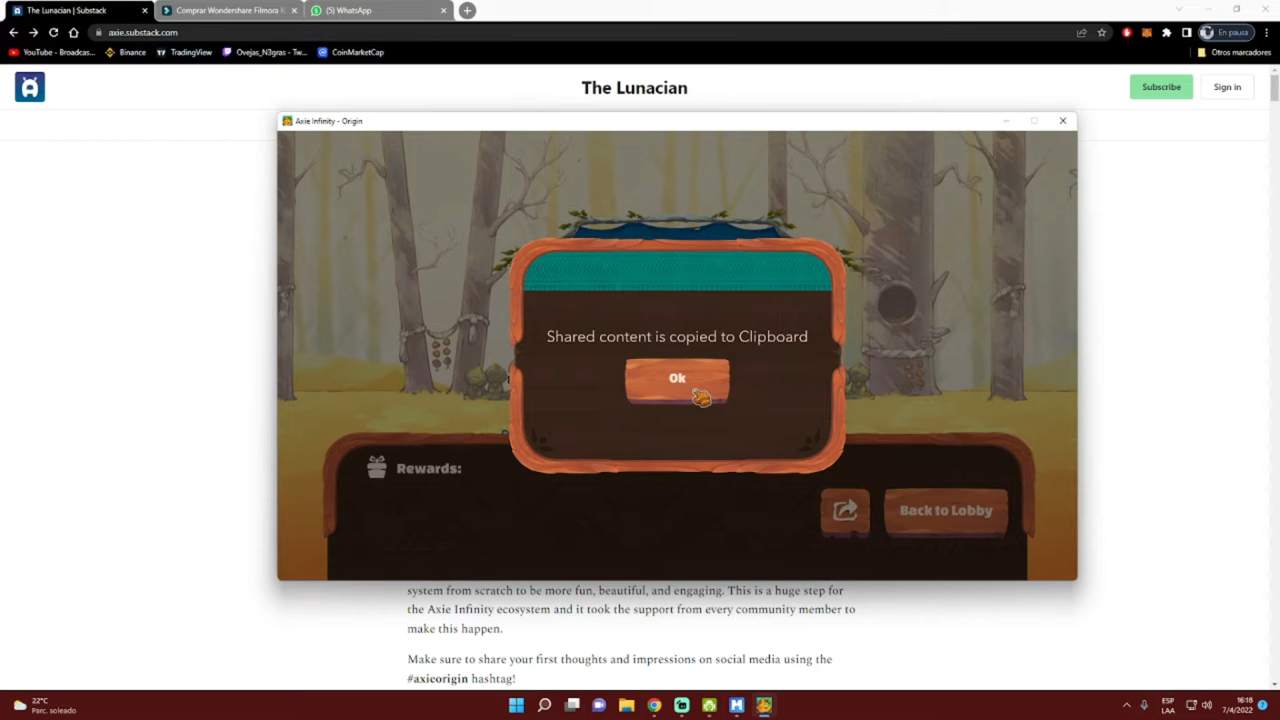 The Lunacian | Substack
Comprar Wondershare Filmora
(5) WhatsApp
axie.substack.com
En pausa
YouTube - Broadcas...
Binance
TradingView
Ovejas_N3gras - Tw...
CoinMarketCap
Otros marcadores
The Lunacian
Subscribe
Sign in
Axie Infinity - Origin
Shared content is copied to Clipboard
Ok
Rewards:
Back to Lobby
system from scratch to be more fun, beautiful, and engaging. This is a huge step for
the Axie Infinity ecosystem and it took the support from every community member to
make this happen.
Make sure to share your first thoughts and impressions on social media using the
#axieorigin hashtag!
22°C
Parc. soleado
ESP
LAA
16:18
7/4/2022